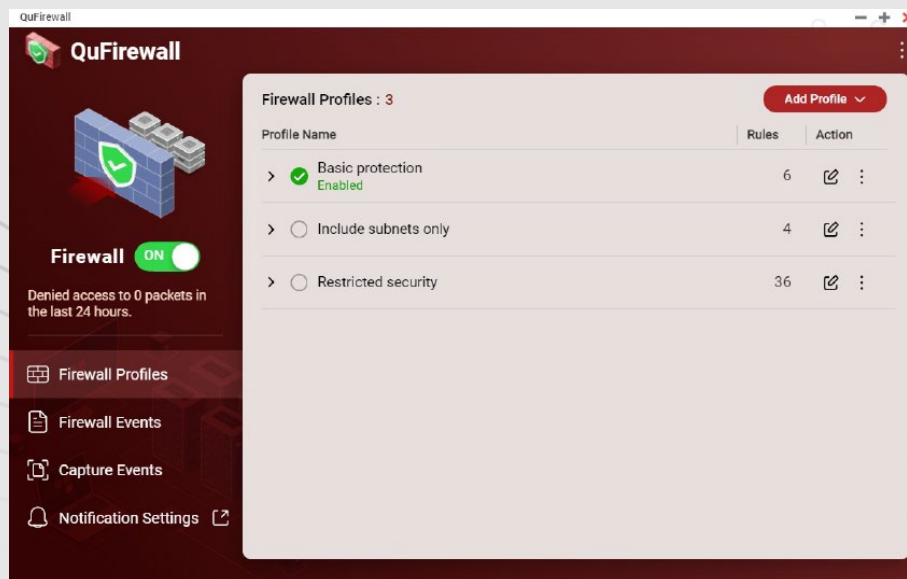 QuFirewall
QuFirewall
Firewall
ON
Denied access to 0 packets in
the last 24 hours.
Firewall Profiles
Firewall Events
Capture Events
Notification Settings
Firewall Profiles : 3
Add Profile
Profile Name
Rules
Action
Basic protection
Enabled
6
Include subnets only
4
Restricted security
36